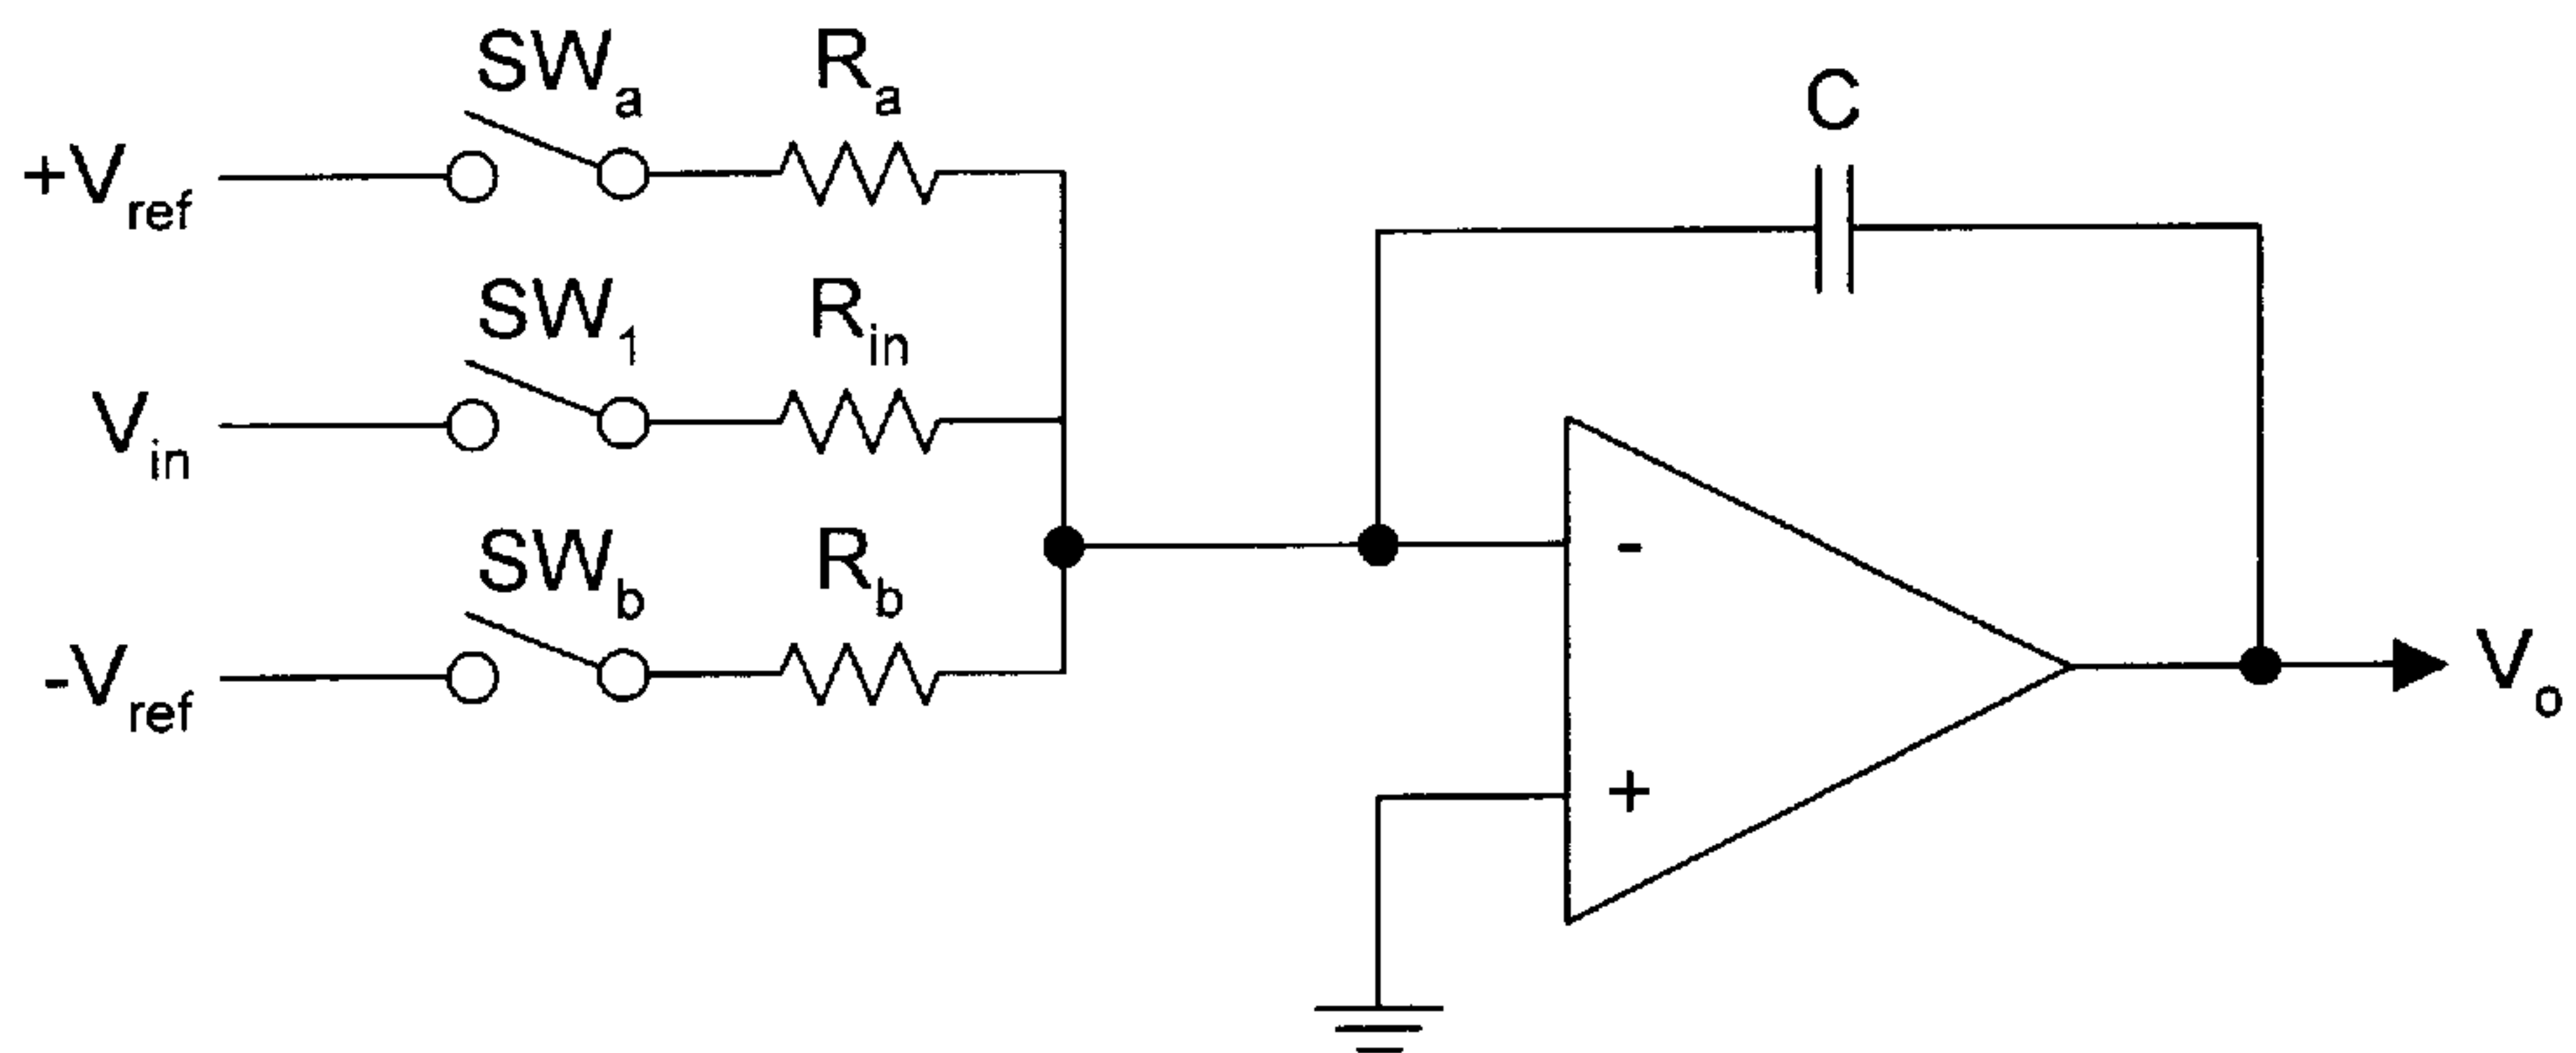 SWa Ra
+Vref
C
SW1 Rin
Vin
SWb Rb
-Vref
-
+
Vo